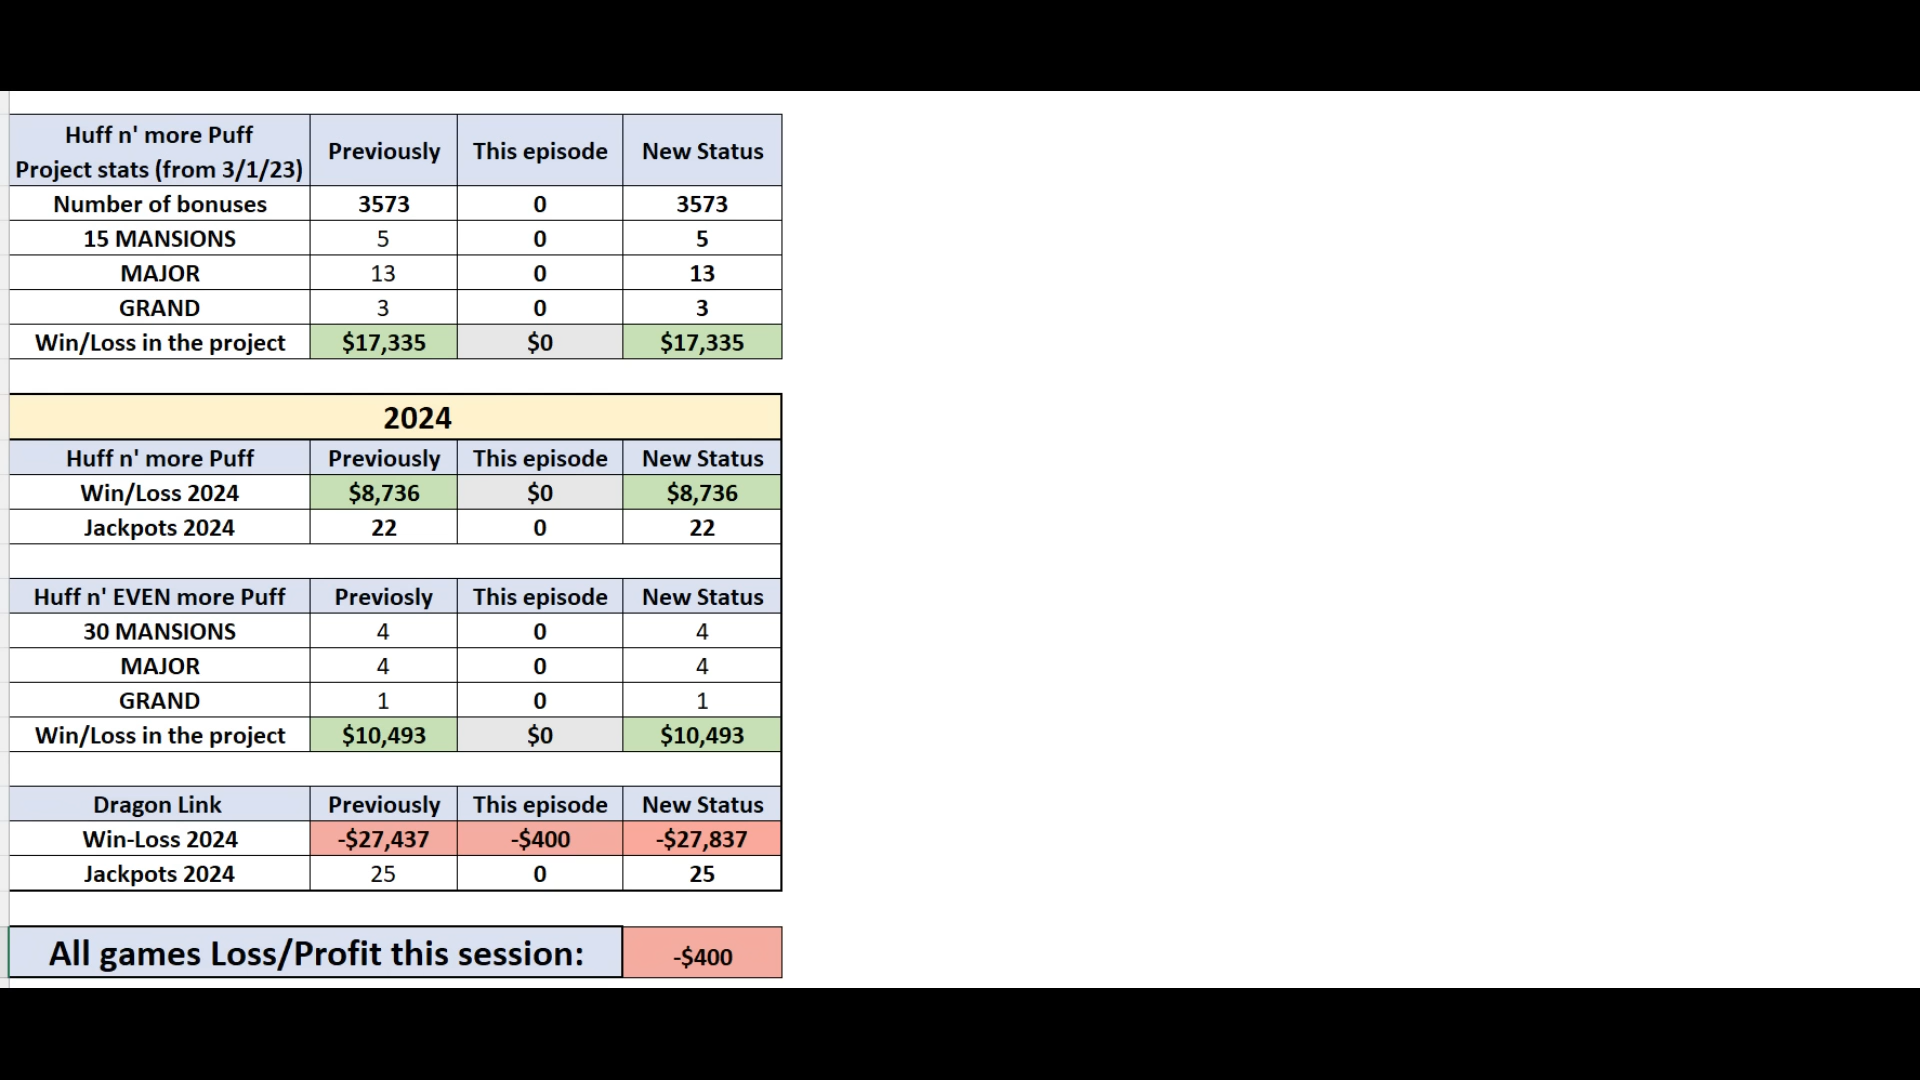 Huff n' more Puff
Project stats (from 3/1/23) Previously This episode New Status
Number of bonuses 3573 0 3573
15 MANSIONS 5 0 5
MAJOR 13 0 13
GRAND 3 0 3
Win/Loss in the project $17,335 $0 $17,335
2024
Huff n' more Puff Previously This episode New Status
Win/Loss 2024 $8,736 $0 $8,736
Jackpots 2024 22 0 22
Huff n' EVEN more Puff Previosly This episode New Status
30 MANSIONS 4 0 4
MAJOR 4 0 4
GRAND 1 0 1
Win/Loss in the project $10,493 $0 $10,493
Dragon Link Previously This episode New Status
Win-Loss 2024 -$27,437 -$400 -$27,837
Jackpots 2024 25 0 25
All games Loss/Profit this session: -$400